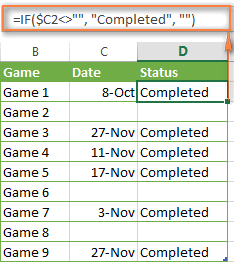 =IF($C2<>"", "Completed", "")
B C D
Game Date Status
Game 1 8-Oct Completed
Game 2
Game 3 27-Nov Completed
Game 4 11-Nov Completed
Game 5 17-Nov Completed
Game 6
Game 7 3-Nov Completed
Game 8
Game 9 27-Nov Completed